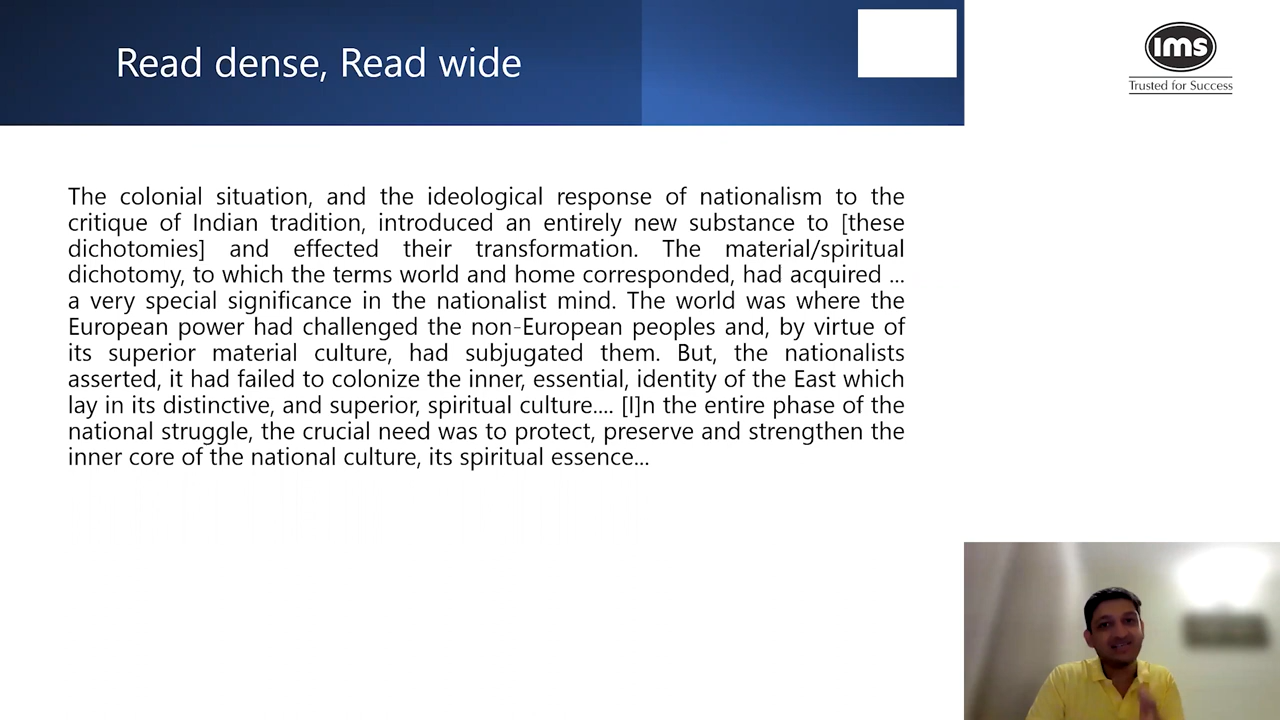 Read dense, Read wide
ims
Trusted for Success
The colonial situation, and the ideological response of nationalism to the
critique of Indian tradition, introduced an entirely new substance to [these
dichotomies] and effected their transformation. The material/spiritual
dichotomy, to which the terms world and home corresponded, had acquired ...
a very special significance in the nationalist mind. The world was where the
European power had challenged the non-European peoples and, by virtue of
its superior material culture, had subjugated them. But, the nationalists
asserted, it had failed to colonize the inner, essential, identity of the East which
lay in its distinctive, and superior, spiritual culture.... [I]n the entire phase of the
national struggle, the crucial need was to protect, preserve and strengthen the
inner core of the national culture, its spiritual essence...